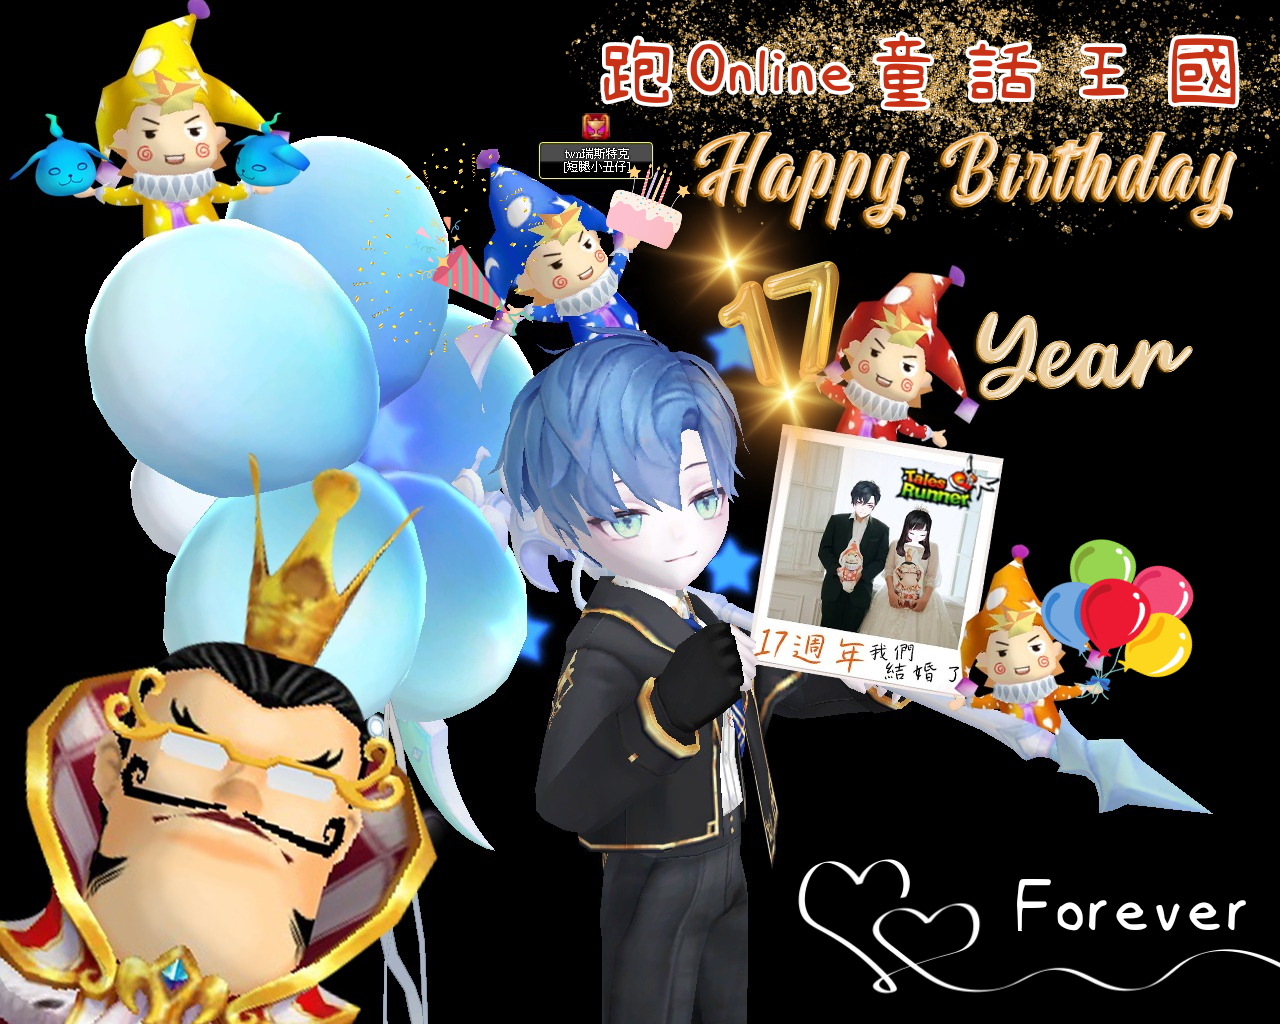 跑Online童話王國
Happy Birthday
twn瑞斯特克
[短腿小丑仔]
17
Year
Tales
Runner
17週年我們
結婚了
Forever